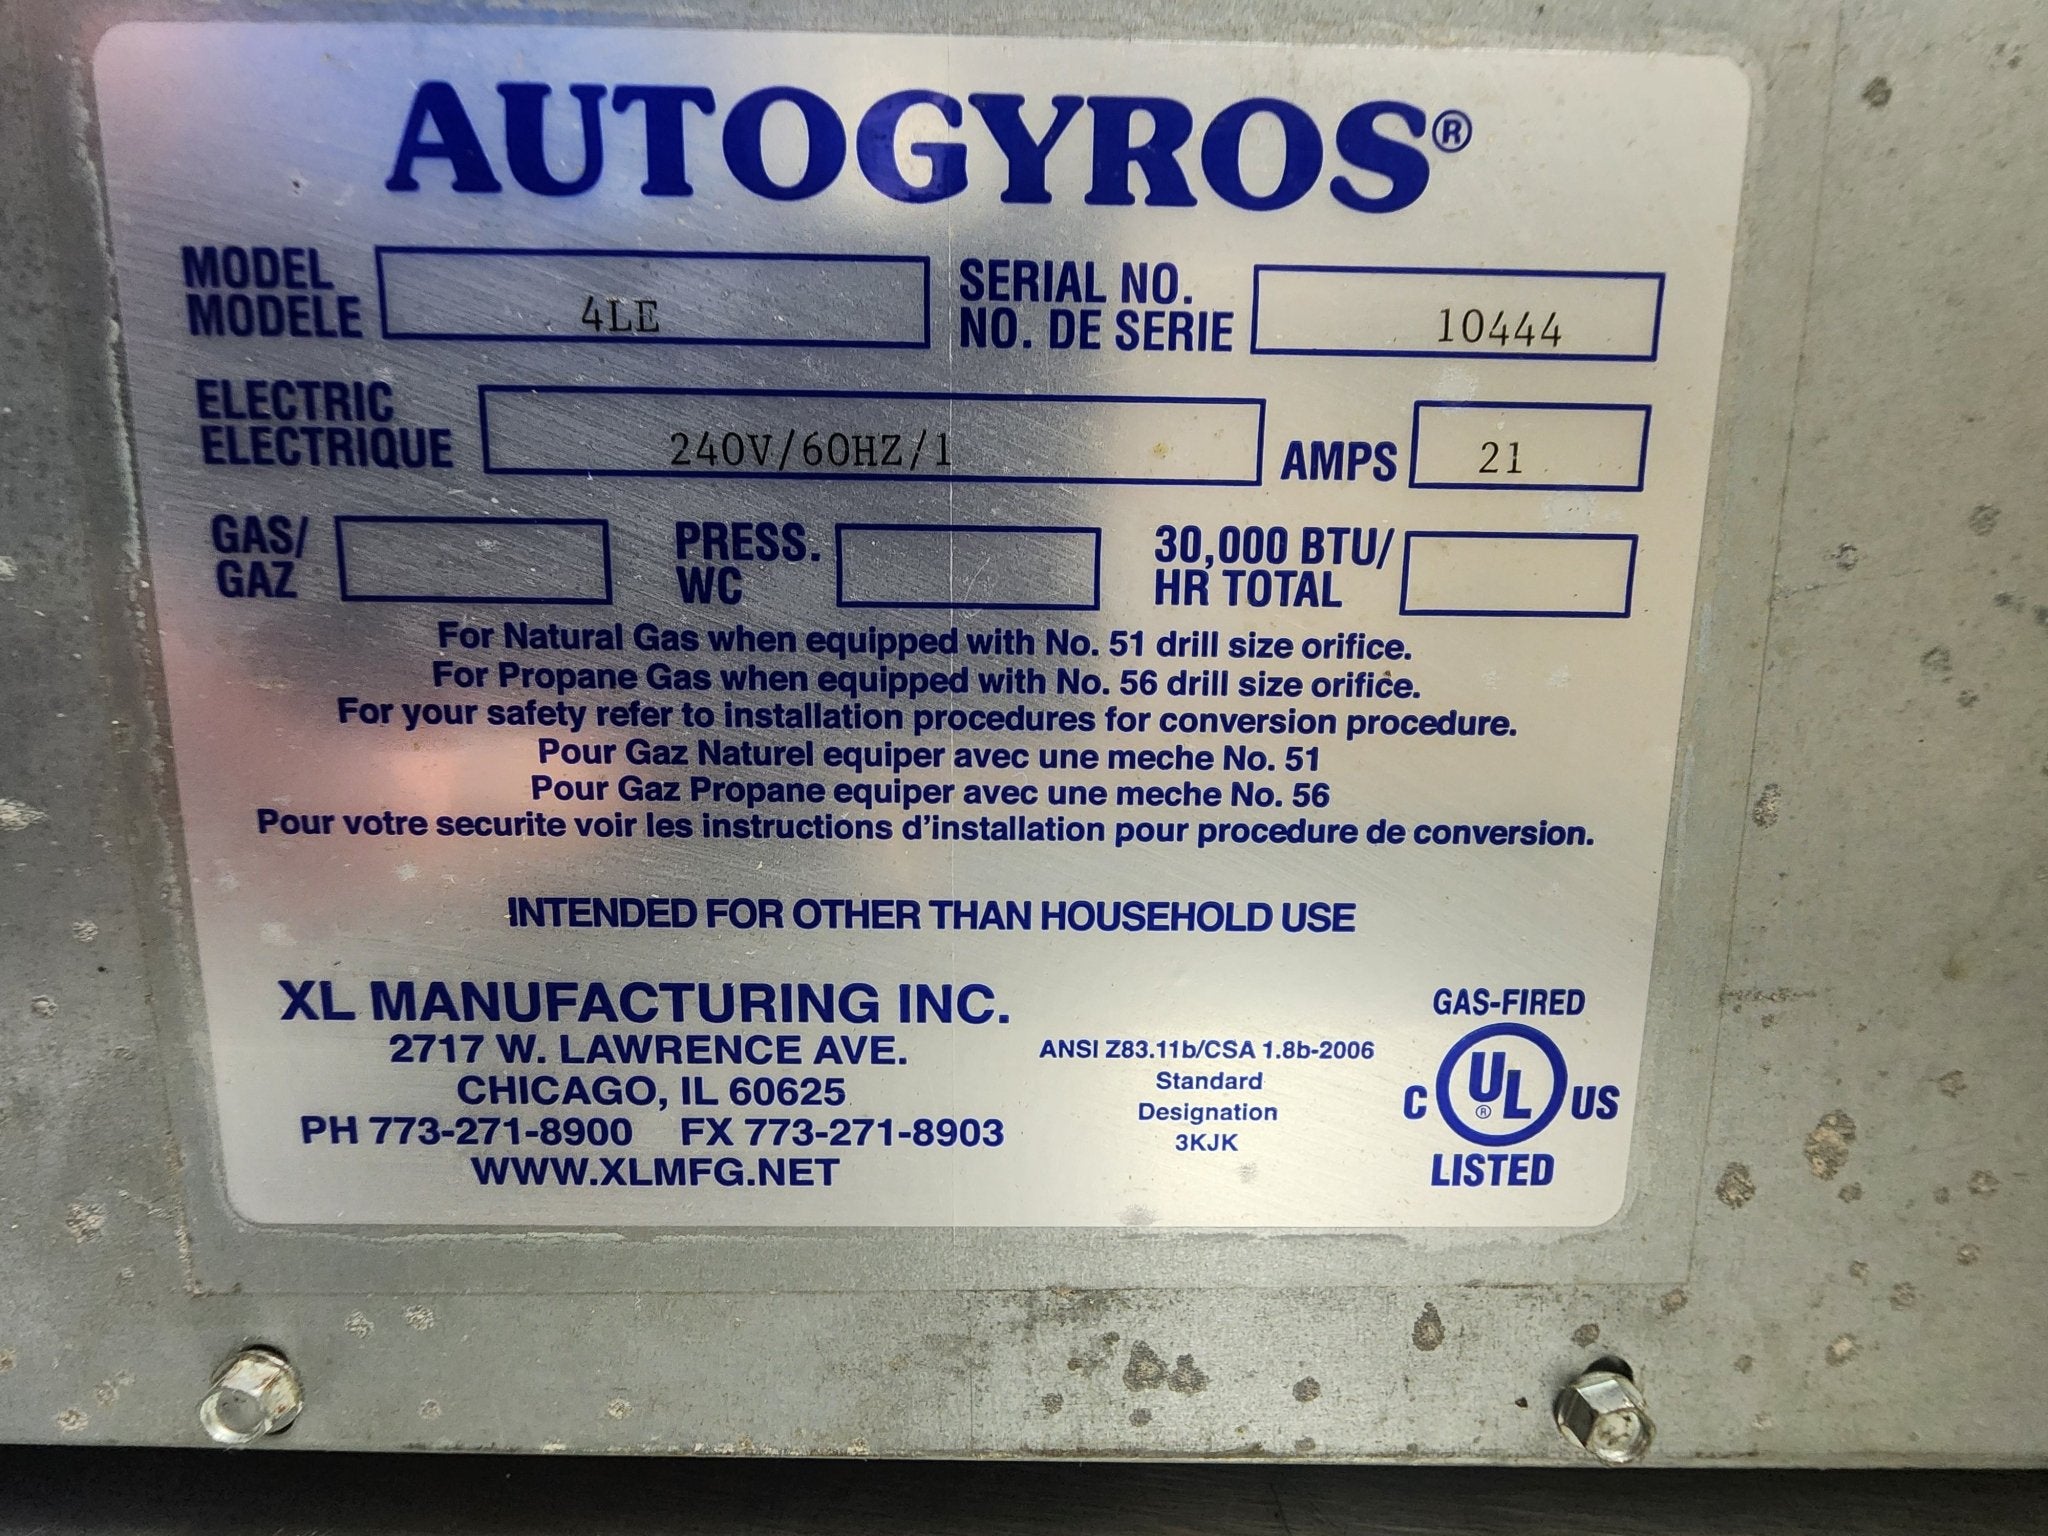 AUTOGYROS®
MODEL
MODELE
4LE
SERIAL NO.
NO. DE SERIE
10444
ELECTRIC
ELECTRIQUE
240V/60HZ/1
AMPS
21
GAS/
GAZ
PRESS.
WC
30,000 BTU/
HR TOTAL
For Natural Gas when equipped with No. 51 drill size orifice.
For Propane Gas when equipped with No. 56 drill size orifice.
For your safety refer to installation procedures for conversion procedure.
Pour Gaz Naturel equiper avec une meche No. 51
Pour Gaz Propane equiper avec une meche No. 56
Pour votre securite voir les instructions d'installation pour procedure de conversion.
INTENDED FOR OTHER THAN HOUSEHOLD USE
XL MANUFACTURING INC.
2717 W. LAWRENCE AVE.
CHICAGO, IL 60625
PH 773-271-8900 FX 773-271-8903
WWW.XLMFG.NET
ANSI Z83.11b/CSA 1.8b-2006
Standard
Designation
3KJK
GAS-FIRED
C UL® US
LISTED